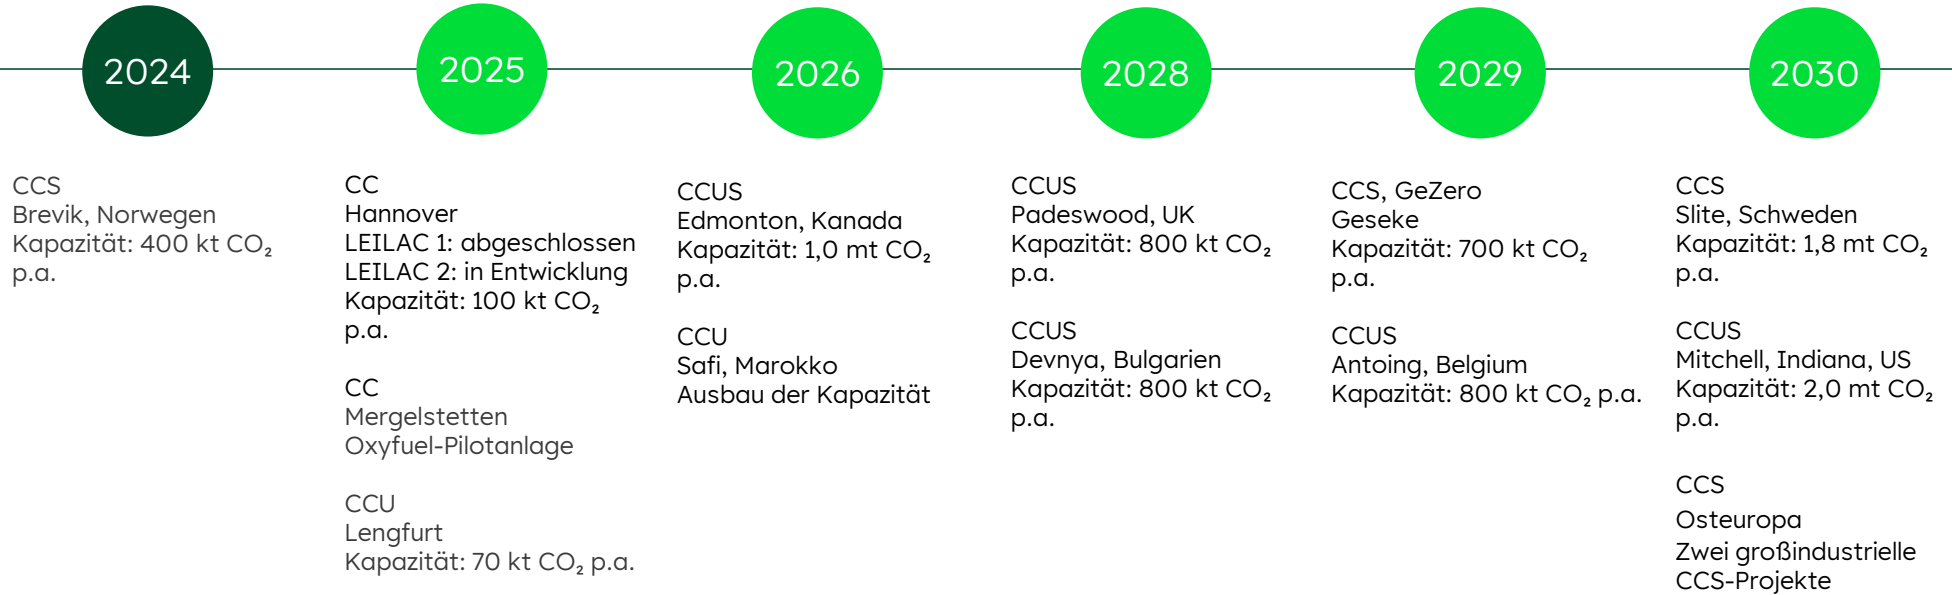 2024
2025
2026
2028
2029
2030
CCS
Brevik, Norwegen
Kapazität: 400 kt CO₂
p.a.
CC
Hannover
LEILAC 1: abgeschlossen
LEILAC 2: in Entwicklung
Kapazität: 100 kt CO₂
p.a.
CC
Mergelstetten
Oxyfuel-Pilotanlage
CCU
Lengfurt
Kapazität: 70 kt CO₂ p.a.
CCUS
Edmonton, Kanada
Kapazität: 1,0 mt CO₂
p.a.
CCU
Safi, Marokko
Ausbau der Kapazität
CCUS
Padeswood, UK
Kapazität: 800 kt CO₂
p.a.
CCUS
Devnya, Bulgarien
Kapazität: 800 kt CO₂
p.a.
CCS, GeZero
Geseke
Kapazität: 700 kt CO₂
p.a.
CCUS
Antoing, Belgium
Kapazität: 800 kt CO₂ p.a.
CCS
Slite, Schweden
Kapazität: 1,8 mt CO₂
p.a.
CCUS
Mitchell, Indiana, US
Kapazität: 2,0 mt CO₂
p.a.
CCS
Osteuropa
Zwei großindustrielle
CCS-Projekte